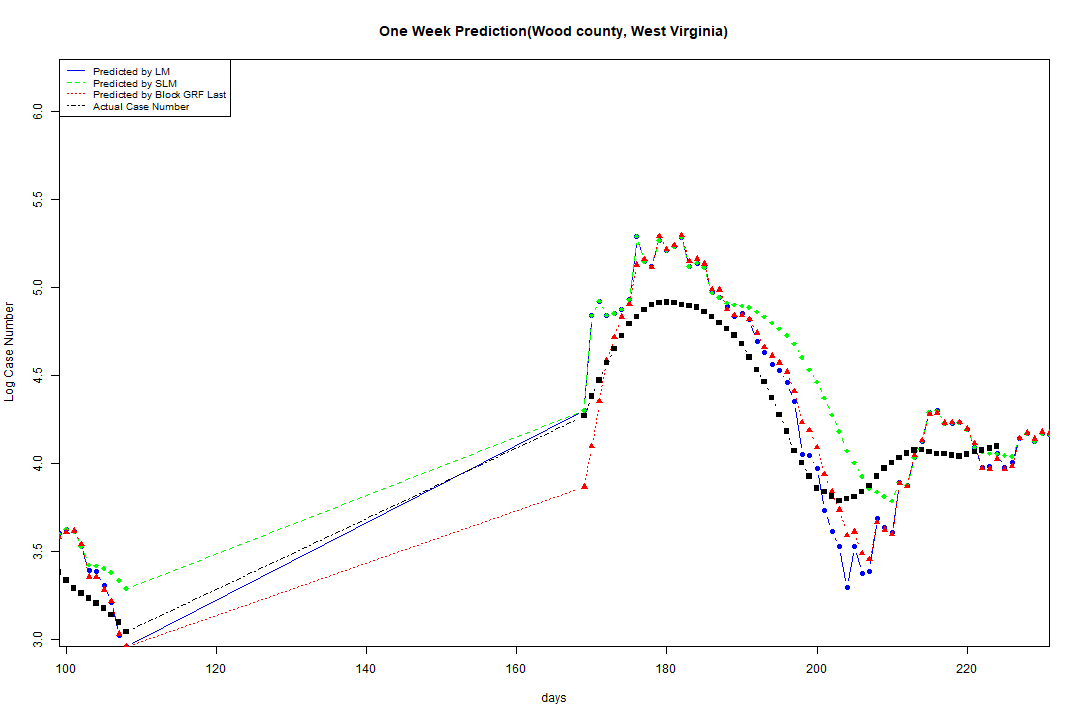 One Week Prediction(Wood county, West Virginia)
Predicted by LM
Predicted by SLM
Predicted by Block GRF Last
Actual Case Number
6.0
5.5
5.0
4.5
4.0
3.5
3.0
Log Case Number
100 120 140 160 180 200 220
days